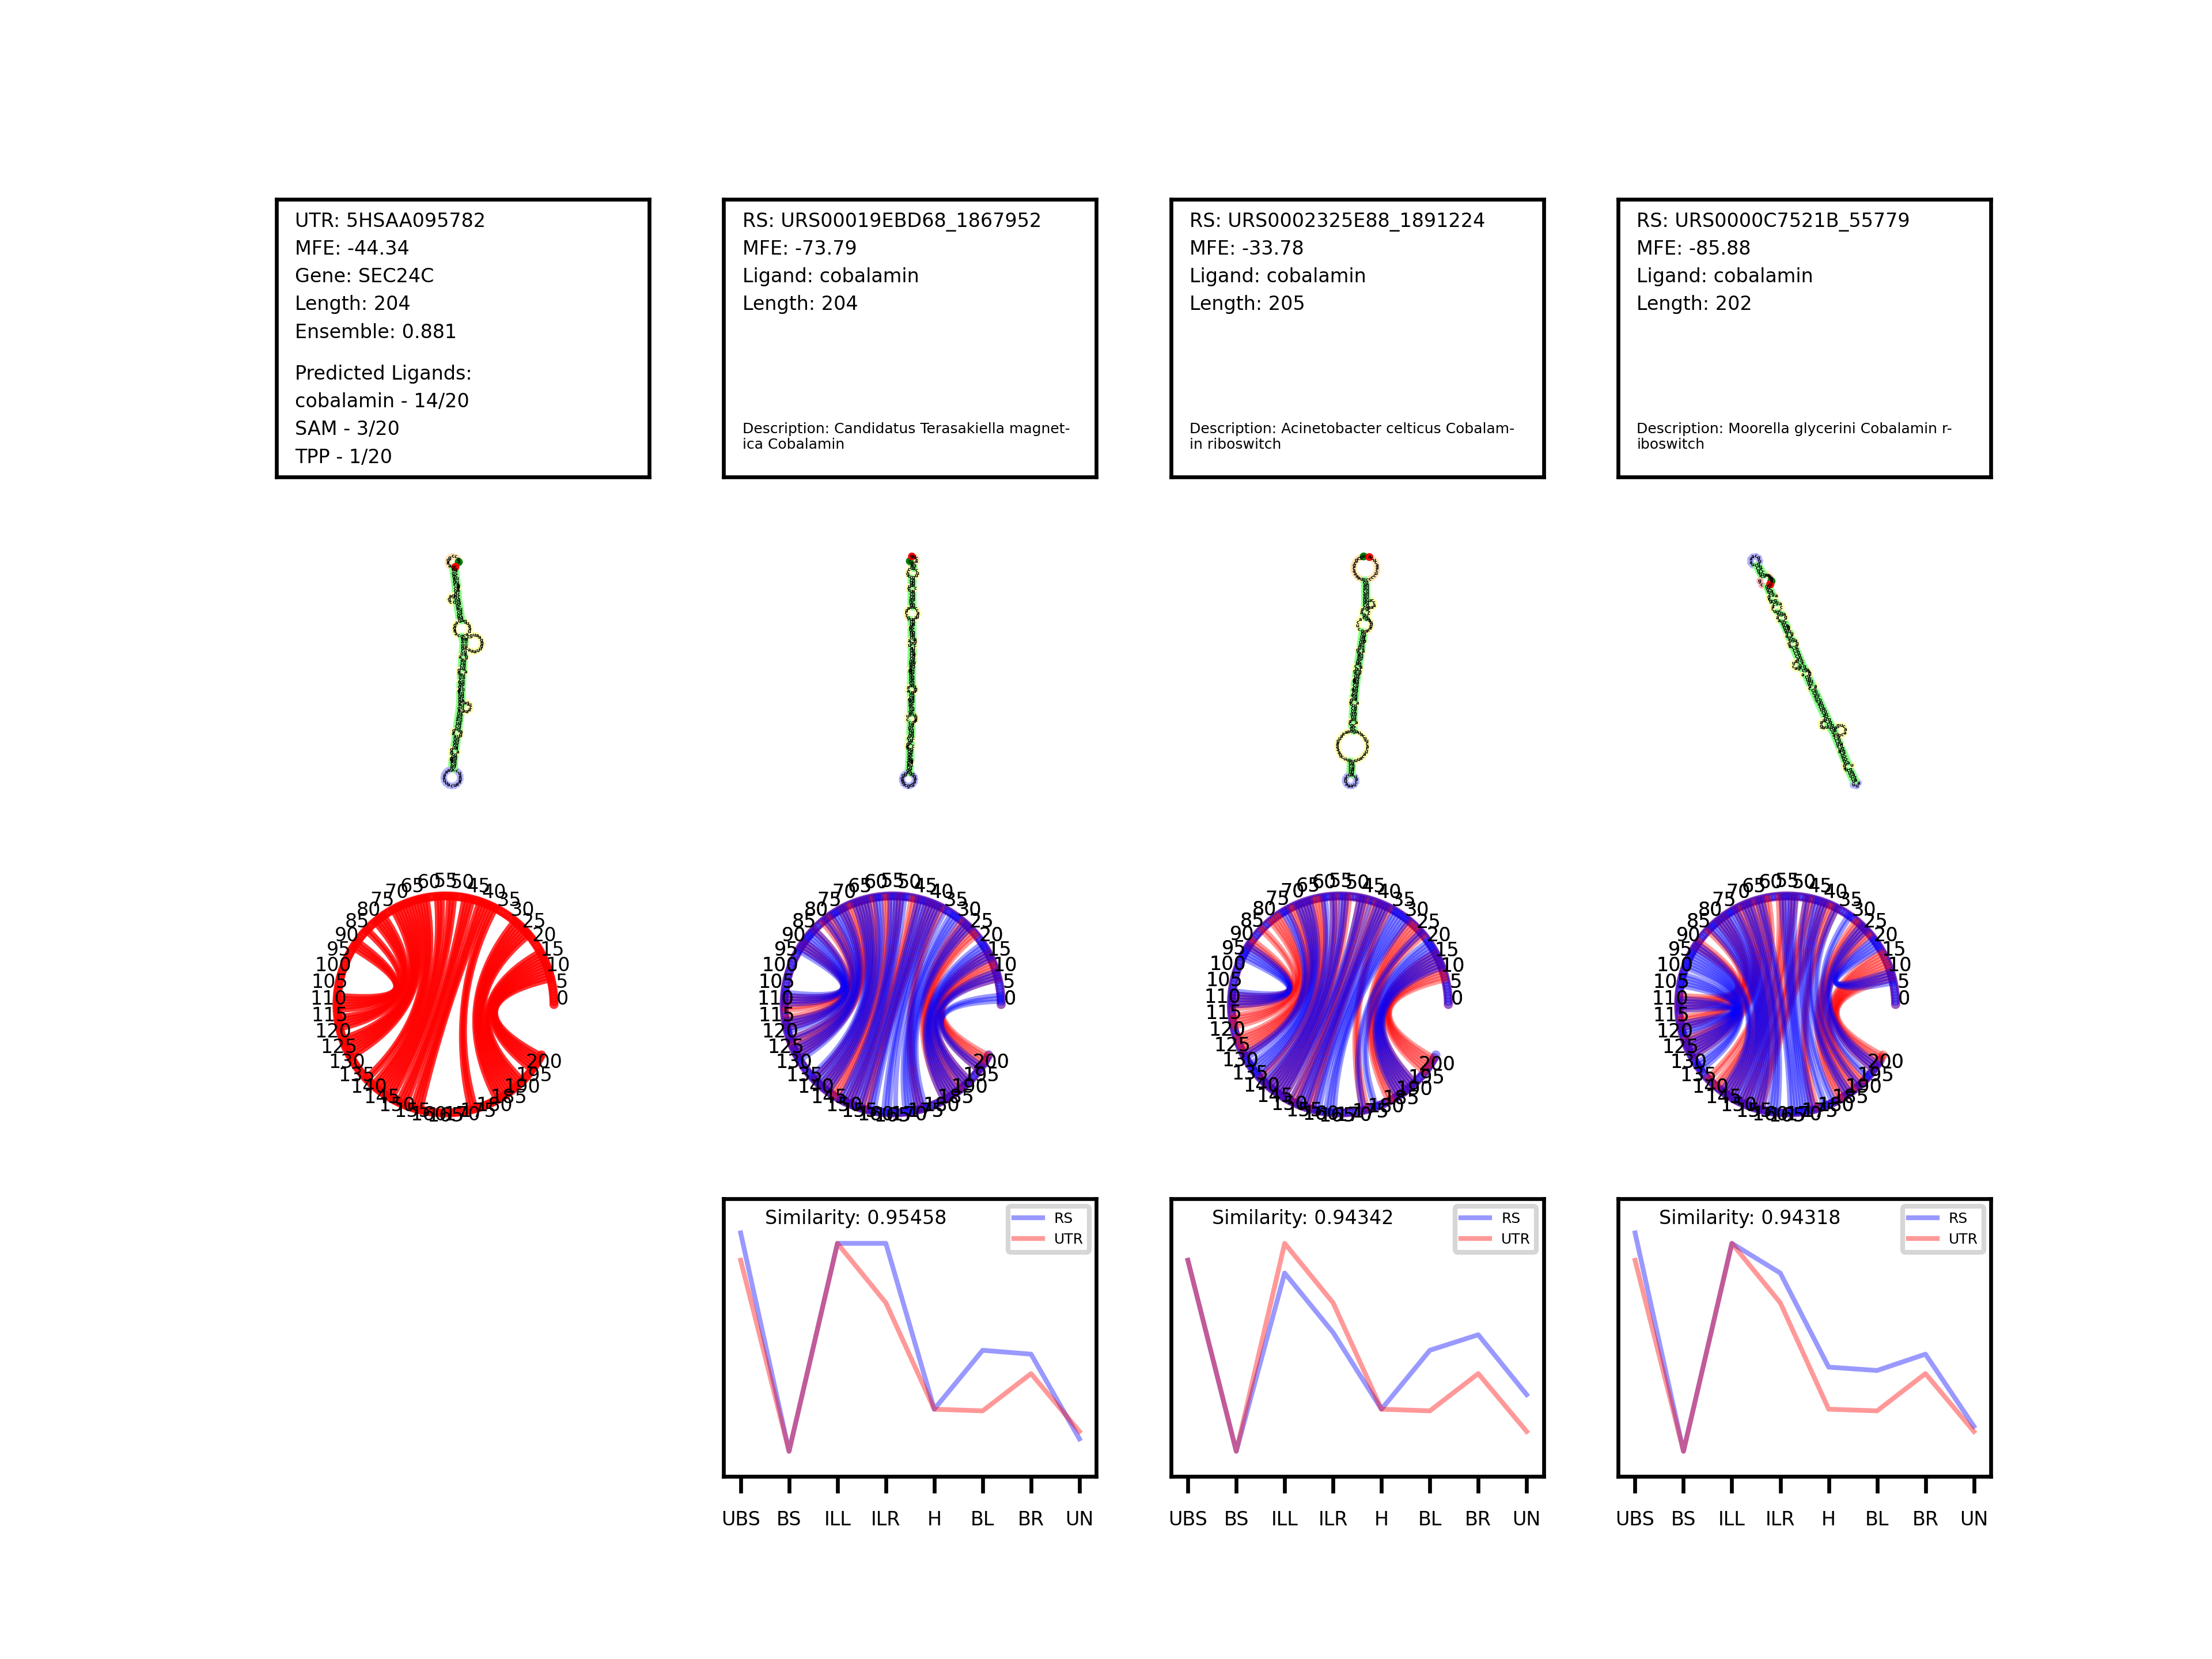 UTR: 5HSAA095782
MFE: -44.34
Gene: SEC24C
Length: 204
Ensemble: 0.881
Predicted Ligands:
cobalamin - 14/20
SAM - 3/20
TPP - 1/20
RS: URS00019EBD68_1867952
MFE: -73.79
Ligand: cobalamin
Length: 204
Description: Candidatus Terasakiella magnet-
ica Cobalamin
RS: URS0002325E88_1891224
MFE: -33.78
Ligand: cobalamin
Length: 205
Description: Acinetobacter celticus Cobalam-
in riboswitch
RS: URS0000C7521B_55779
MFE: -85.88
Ligand: cobalamin
Length: 202
Description: Moorella glycerini Cobalamin r-
iboswitch
0 5 10 15 20 25 30 35 40 45 50 55 60 65 70 75 80 85 90 95 100 105 110 115 120 125 130 135 140 145 150 155 160 165 170 175 180 185 190 195 200
0 5 10 15 20 25 30 35 40 45 50 55 60 65 70 75 80 85 90 95 100 105 110 115 120 125 130 135 140 145 150 155 160 165 170 175 180 185 190 195 200
0 5 10 15 20 25 30 35 40 45 50 55 60 65 70 75 80 85 90 95 100 105 110 115 120 125 130 135 140 145 150 155 160 165 170 175 180 185 190 195 200
0 5 10 15 20 25 30 35 40 45 50 55 60 65 70 75 80 85 90 95 100 105 110 115 120 125 130 135 140 145 150 155 160 165 170 175 180 185 190 195 200
Similarity: 0.95458
RS
UTR
UBS BS ILL ILR H BL BR UN
Similarity: 0.94342
RS
UTR
UBS BS ILL ILR H BL BR UN
Similarity: 0.94318
RS
UTR
UBS BS ILL ILR H BL BR UN